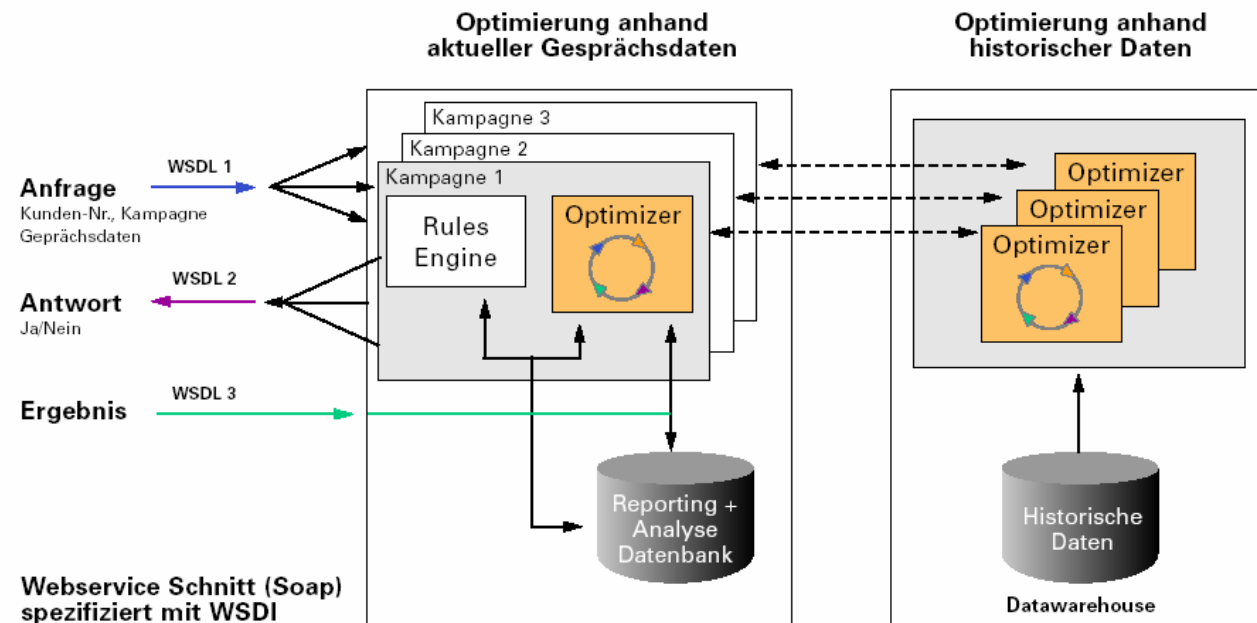 Optimierung anhand
aktueller Gesprächsdaten
Optimierung anhand
historischer Daten
Kampagne 3
Kampagne 2
Kampagne 1
WSDL 1
Anfrage
Kunden-Nr., Kampagne
Geprächsdaten
Rules
Engine
Optimizer
Optimizer
Optimizer
Optimizer
WSDL 2
Antwort
Ja/Nein
WSDL 3
Ergebnis
Reporting +
Analyse
Datenbank
Historische
Daten
Datawarehouse
Webservice Schnitt (Soap)
spezifiziert mit WSDl